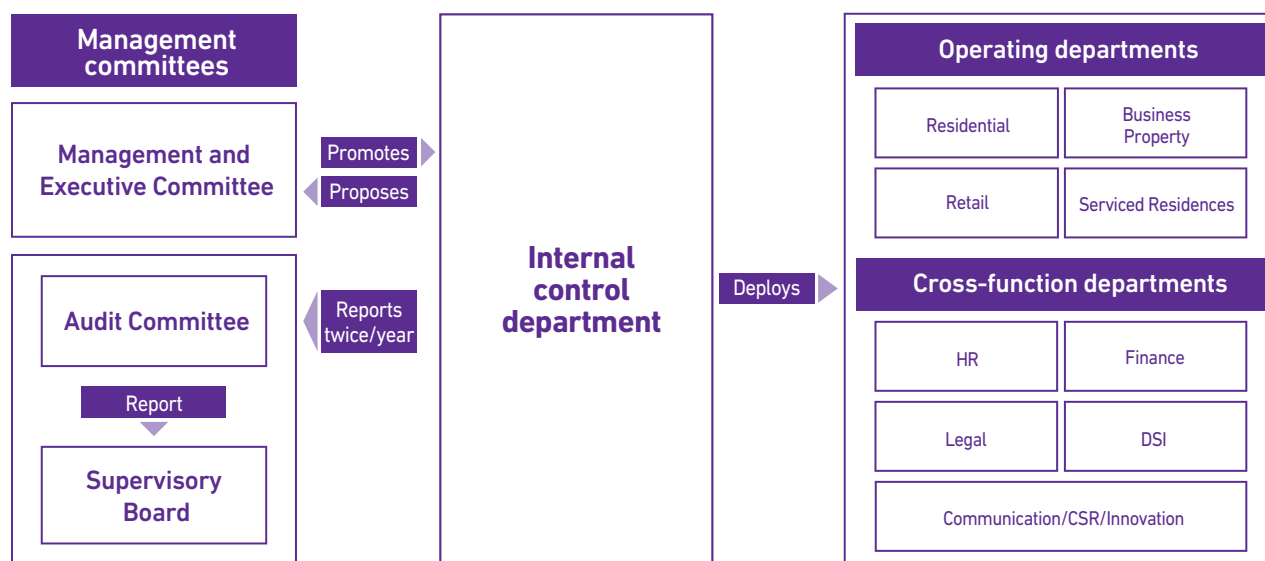 Management
committees
Management and
Executive Committee
Promotes
Proposes
Audit Committee
Reports
twice/year
Report
Supervisory
Board
Internal
control
department
Deploys
Operating departments
Residential
Business
Property
Retail
Serviced Residences
Cross-function departments
HR
Finance
Legal
DSI
Communication/CSR/Innovation